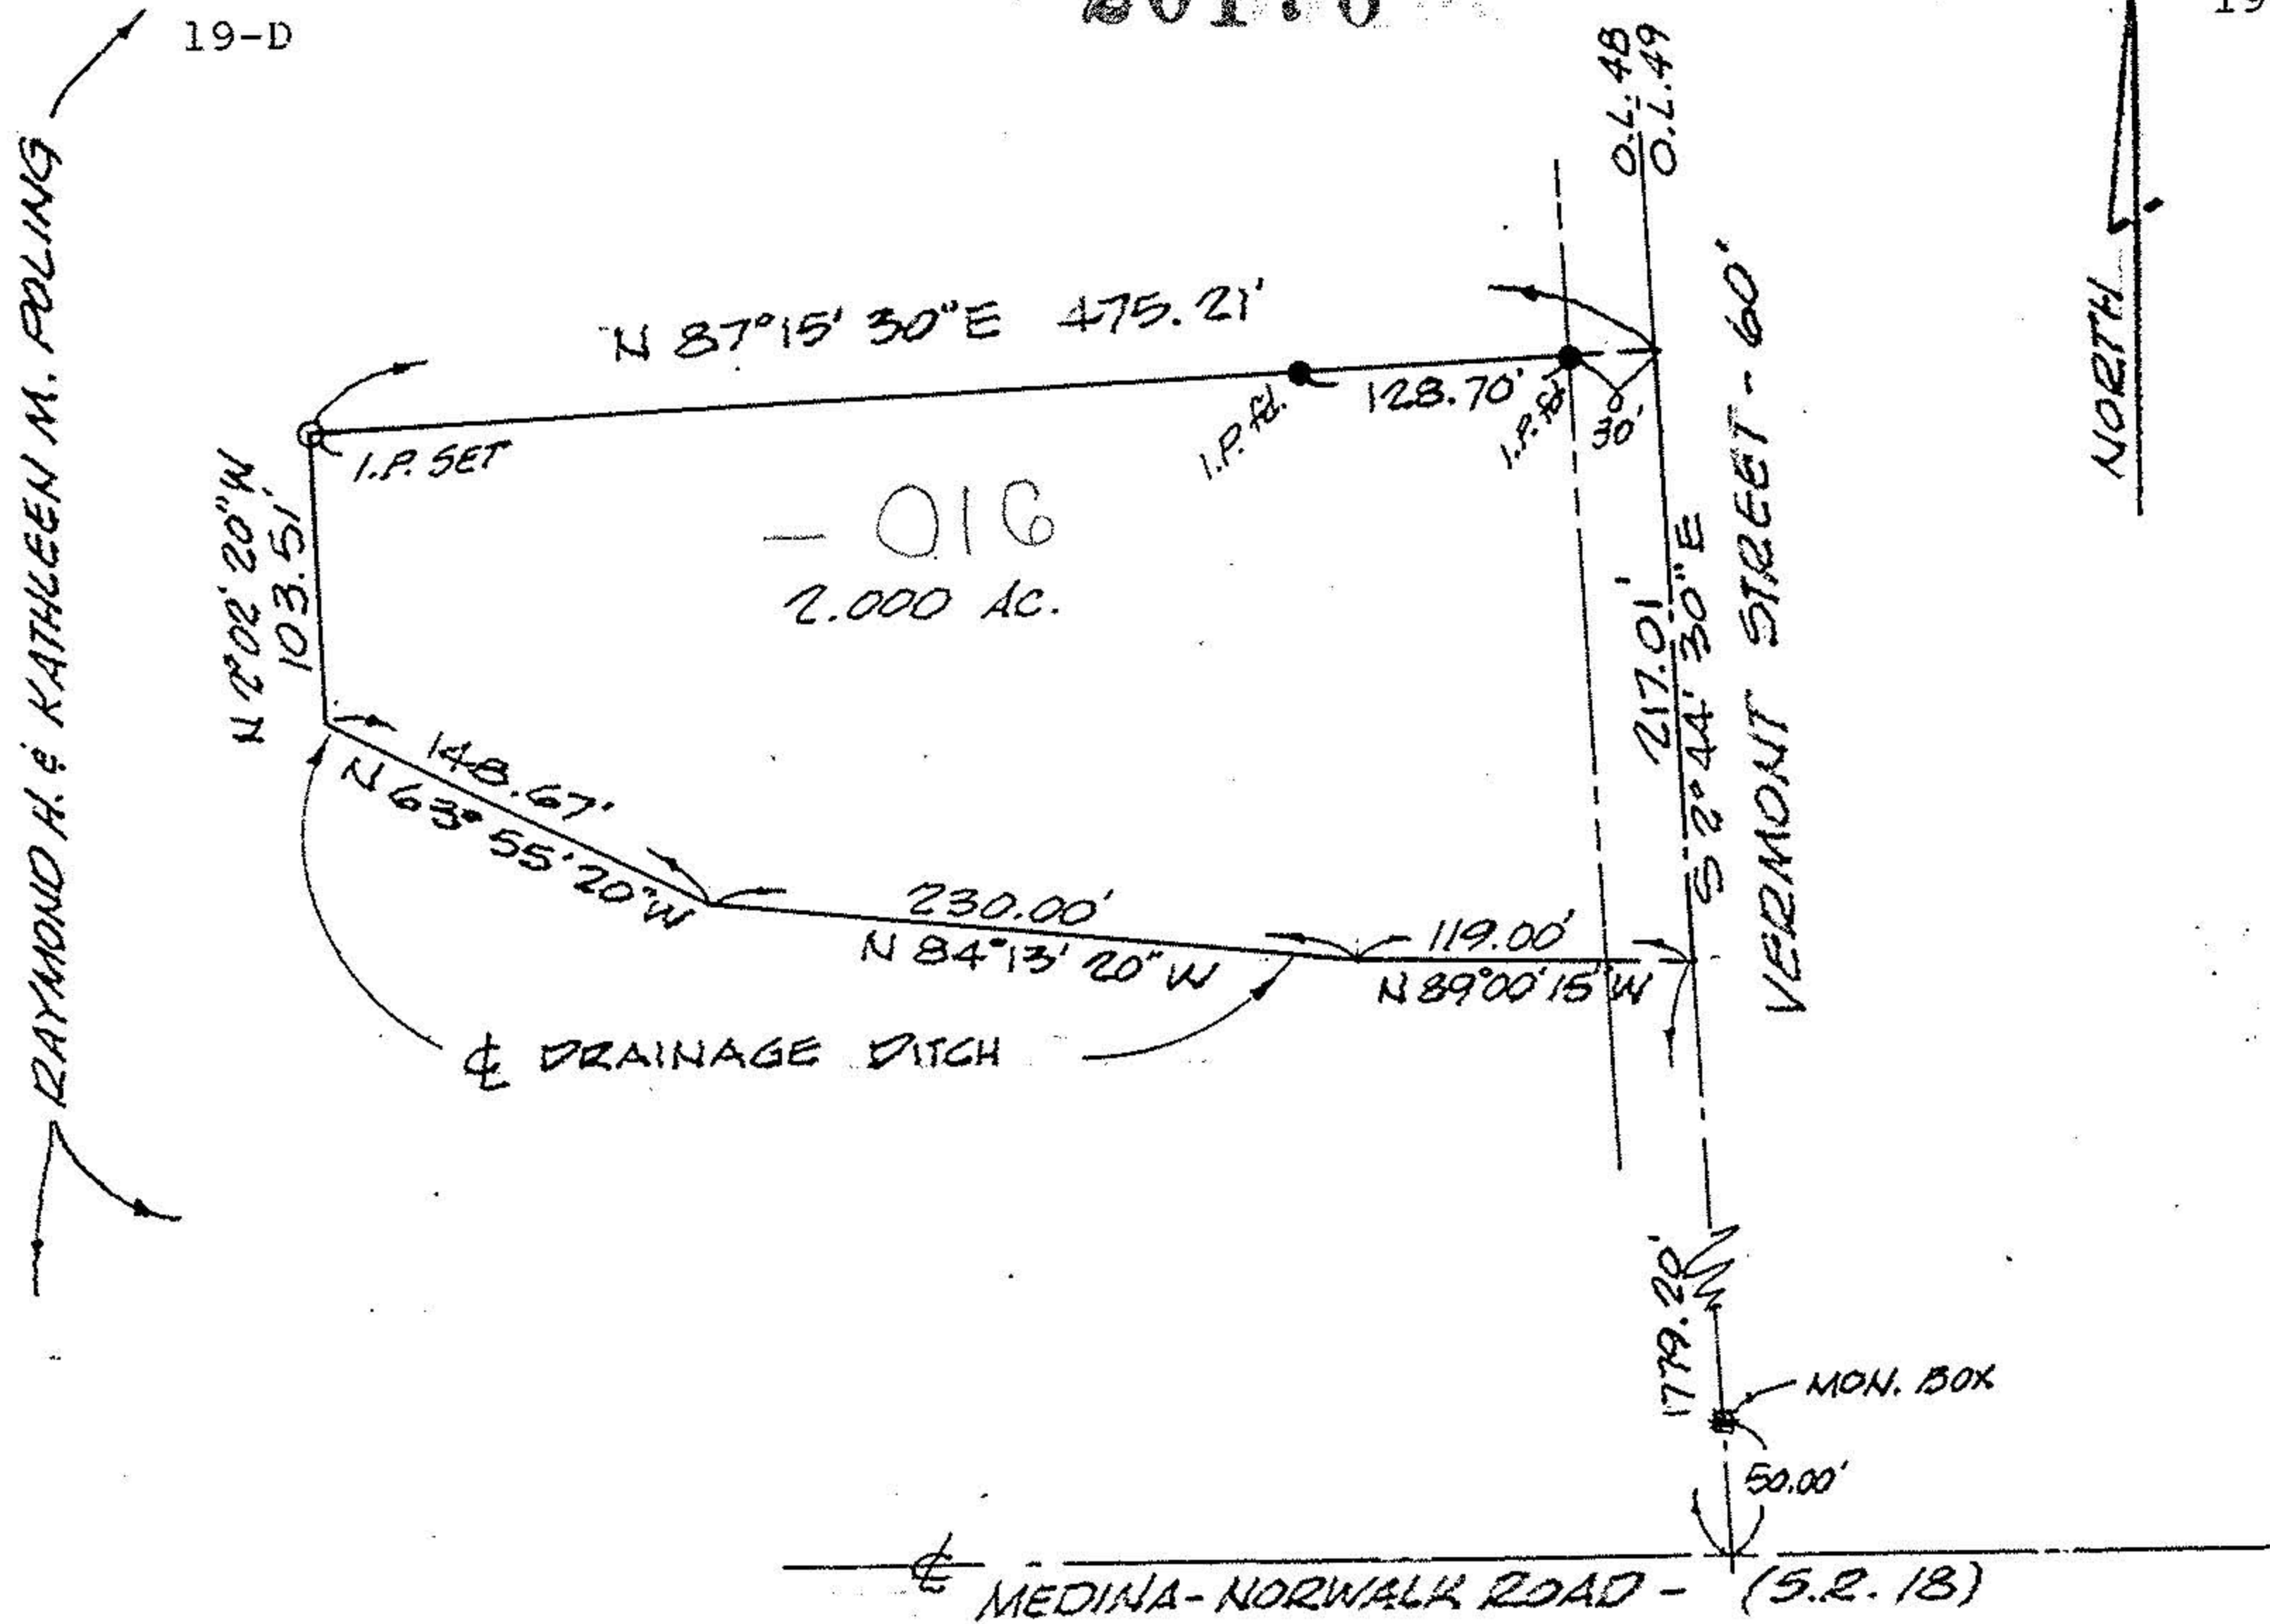 19-D
O.L. 48
O.L. 49
RAYMOND H. & KATHLEEN M. POLING
NORTH
N 87°15' 30"E 475.21'
I.P. SET
I.P. fd.
128.70'
I.P. fd.
30'
N 2°02' 20"W
103.51'
- 016
2.000 AC.
217.01'
S 2°44' 30"E
VERMONT STREET - 60'
148.67'
N 63° 55' 20"W
230.00'
N 84°13' 20"W
119.00'
N 89°00'15"W
℄ DRAINAGE DITCH
1779.20'
MON. BOX
50.00'
℄ MEDINA-NORWALK ROAD - (S.R. 18)